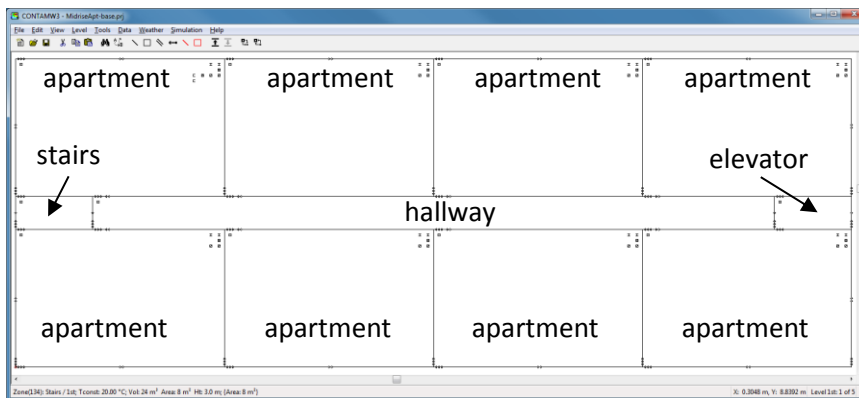 CONTAMW3 - MidriseApt-base.prj
File Edit View Level Tools Data Weather Simulation Help
apartment apartment apartment apartment
stairs elevator
hallway
apartment apartment apartment apartment
Zone(134): Stairs / 1st; Tconst: 20.00 °C; Vol: 24 m³ Area: 8 m² Ht: 3.0 m; (Area: 8 m²) X: 0.3048 m, Y: 8.8392 m Level 1st: 1 of 5